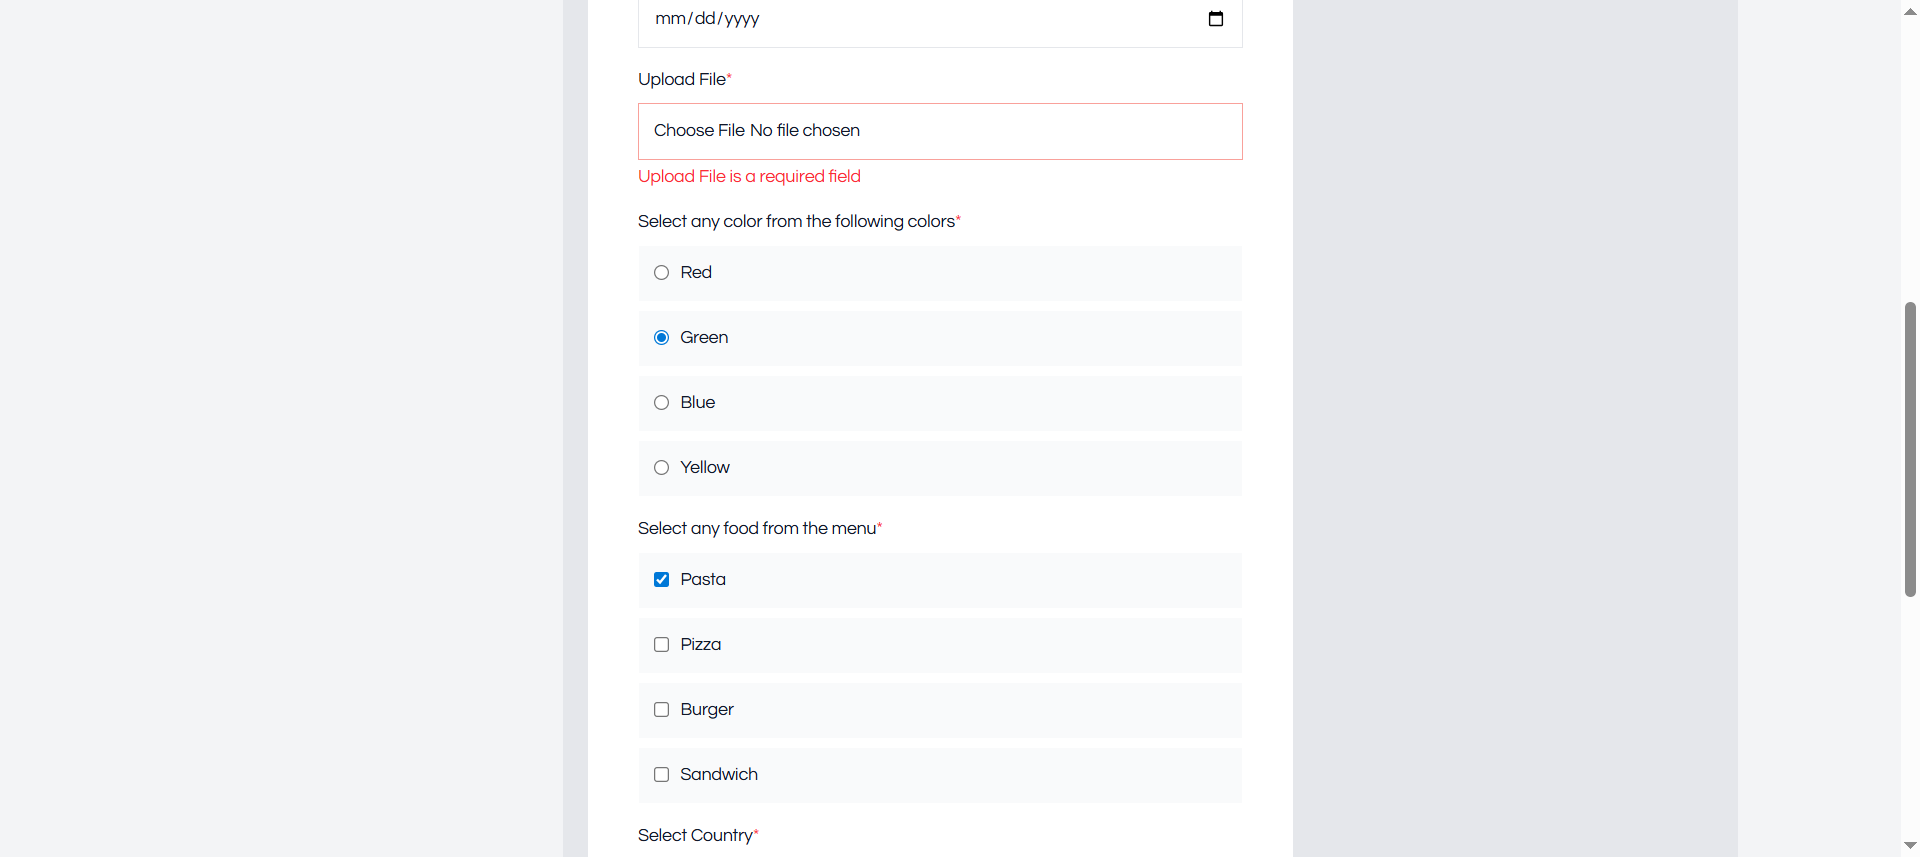 mm/dd/yyyy
Upload File*
Choose File No file chosen
Upload File is a required field
Select any color from the following colors*
Red
Green
Blue
Yellow
Select any food from the menu*
Pasta
Pizza
Burger
Sandwich
Select Country*